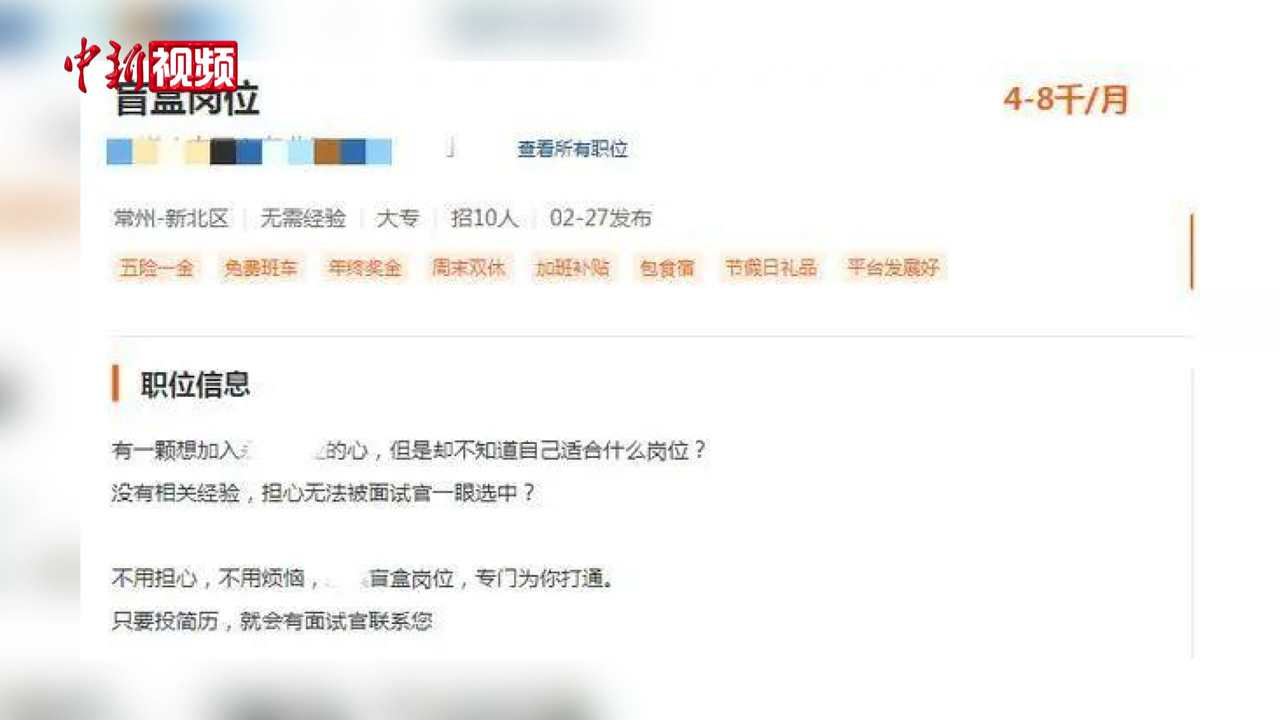 中新视频
盲盒岗位
4-8千/月
查看所有职位
常州-新北区 | 无需经验 | 大专 | 招10人 | 02-27发布
五险一金 免费班车 年终奖金 周末双休 加班补贴 包食宿 节假日礼品 平台发展好
职位信息
有一颗想加入 的心，但是却不知道自己适合什么岗位？
没有相关经验，担心无法被面试官一眼选中？
不用担心，不用烦恼， 盲盒岗位，专门为你打通。
只要投简历，就会有面试官联系您